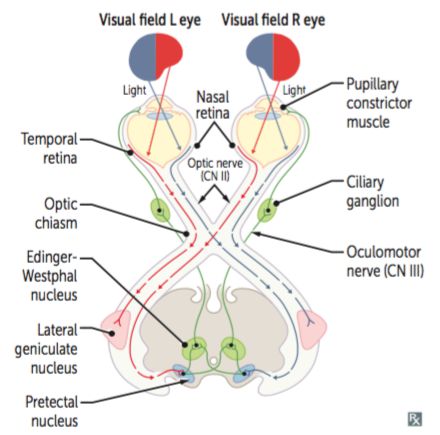 Visual field L eye
Visual field R eye
Light
Light
Nasal
retina
Pupillary
constrictor
muscle
Temporal
retina
Optic nerve
(CN II)
Ciliary
ganglion
Optic
chiasm
Oculomotor
nerve (CN III)
Edinger-
Westphal
nucleus
Lateral
geniculate
nucleus
Pretectal
nucleus
Rx